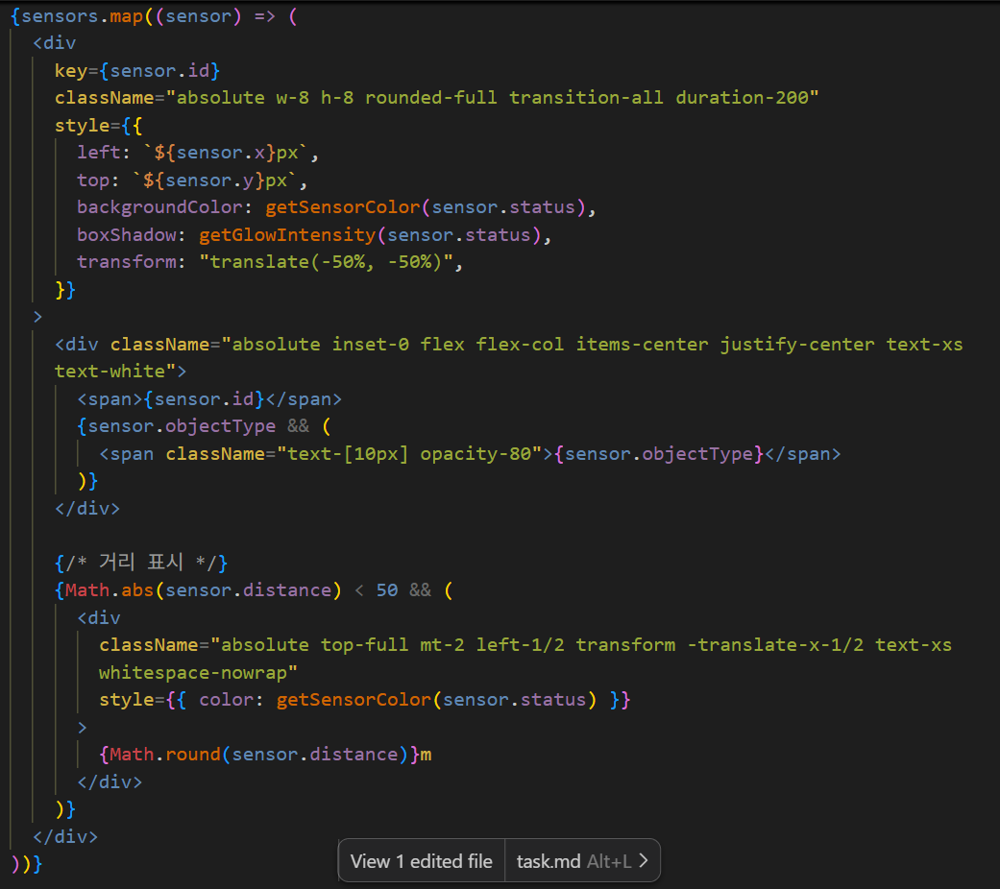 {sensors.map((sensor) => (
<div
key={sensor.id}
className="absolute w-8 h-8 rounded-full transition-all duration-200"
style={{
left: `${sensor.x}px`,
top: `${sensor.y}px`,
backgroundColor: getSensorColor(sensor.status),
boxShadow: getGlowIntensity(sensor.status),
transform: "translate(-50%, -50%)",
}}
>
<div className="absolute inset-0 flex flex-col items-center justify-center text-xs
text-white">
<span>{sensor.id}</span>
{sensor.objectType && (
<span className="text-[10px] opacity-80">{sensor.objectType}</span>
)}
</div>
{/* 거리 표시 */}
{Math.abs(sensor.distance) < 50 && (
<div
className="absolute top-full mt-2 left-1/2 transform -translate-x-1/2 text-xs
whitespace-nowrap"
style={{ color: getSensorColor(sensor.status) }}
>
{Math.round(sensor.distance)}m
</div>
)}
</div>
))}
View 1 edited file task.md Alt+L >